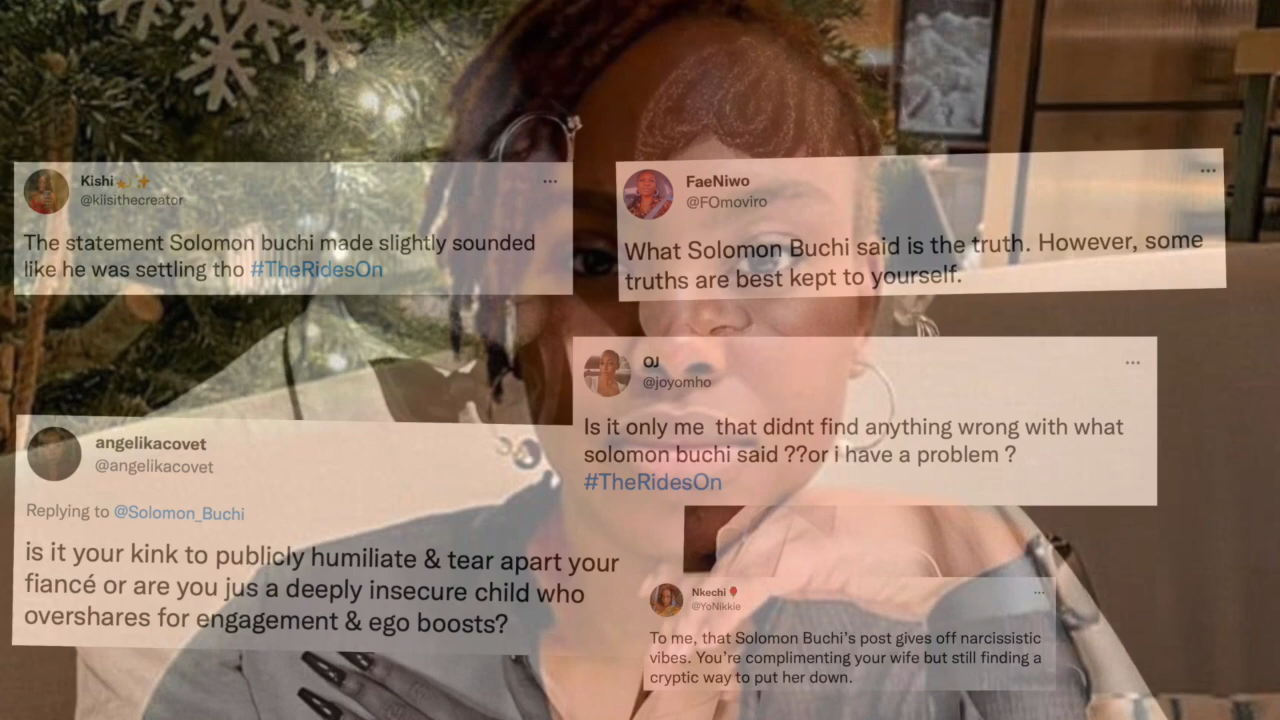 Kishi
@kiisithecreator
The statement Solomon buchi made slightly sounded
like he was settling tho #TheRidesOn
FaeNiwo
@FOmoviro
What Solomon Buchi said is the truth. However, some
truths are best kept to yourself.
OJ
@joyomho
Is it only me that didnt find anything wrong with what
solomon buchi said ??or i have a problem ?
#TheRidesOn
angelikacovet
@angelikacovet
Replying to @Solomon_Buchi
is it your kink to publicly humiliate & tear apart your
fiancé or are you jus a deeply insecure child who
overshares for engagement & ego boosts?
Nkechi
@YoNikkie
To me, that Solomon Buchi's post gives off narcissistic
vibes. You're complimenting your wife but still finding a
cryptic way to put her down.